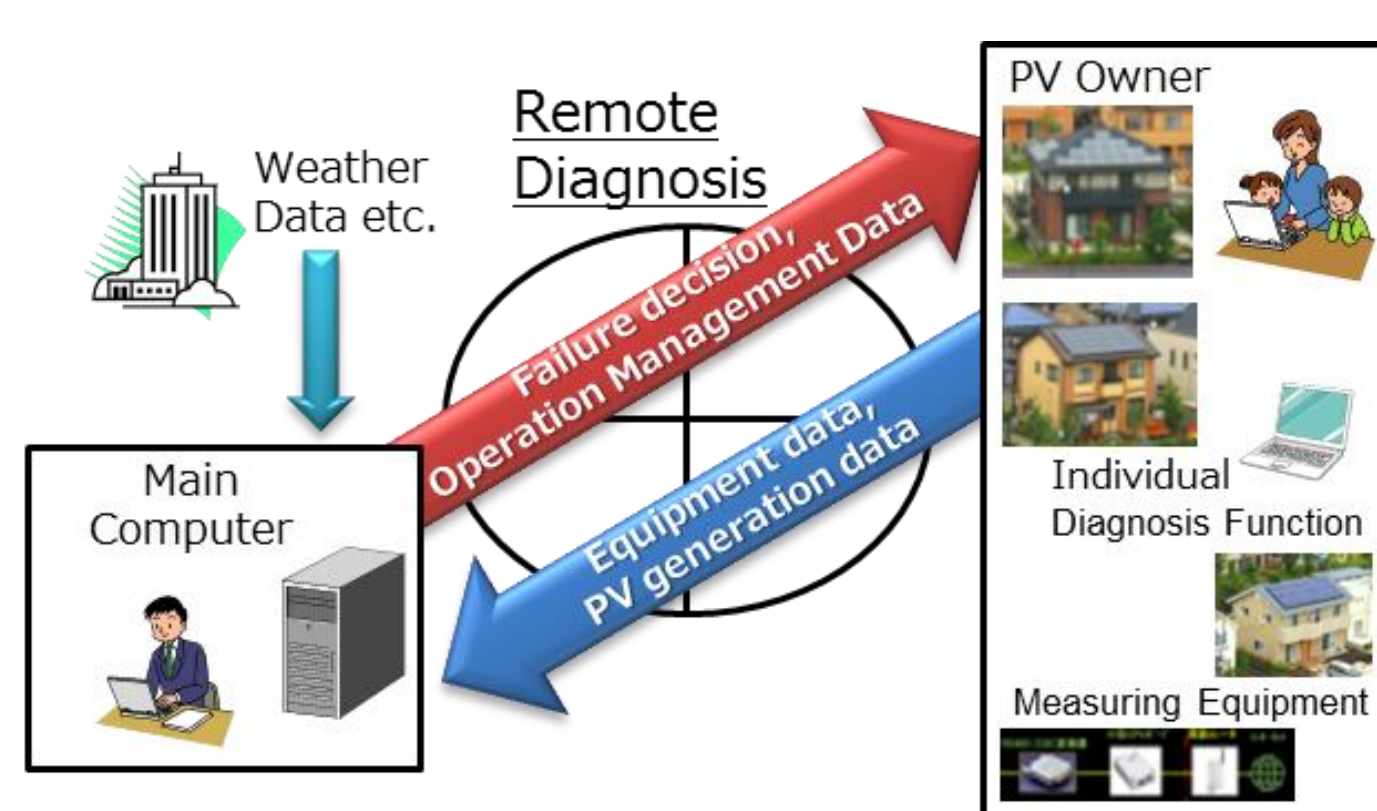 Remote
Diagnosis
Weather
Data etc.
Main
Computer
Failure decision,
Operation Management Data
Equipment data,
PV generation data
PV Owner
Individual
Diagnosis Function
Measuring Equipment